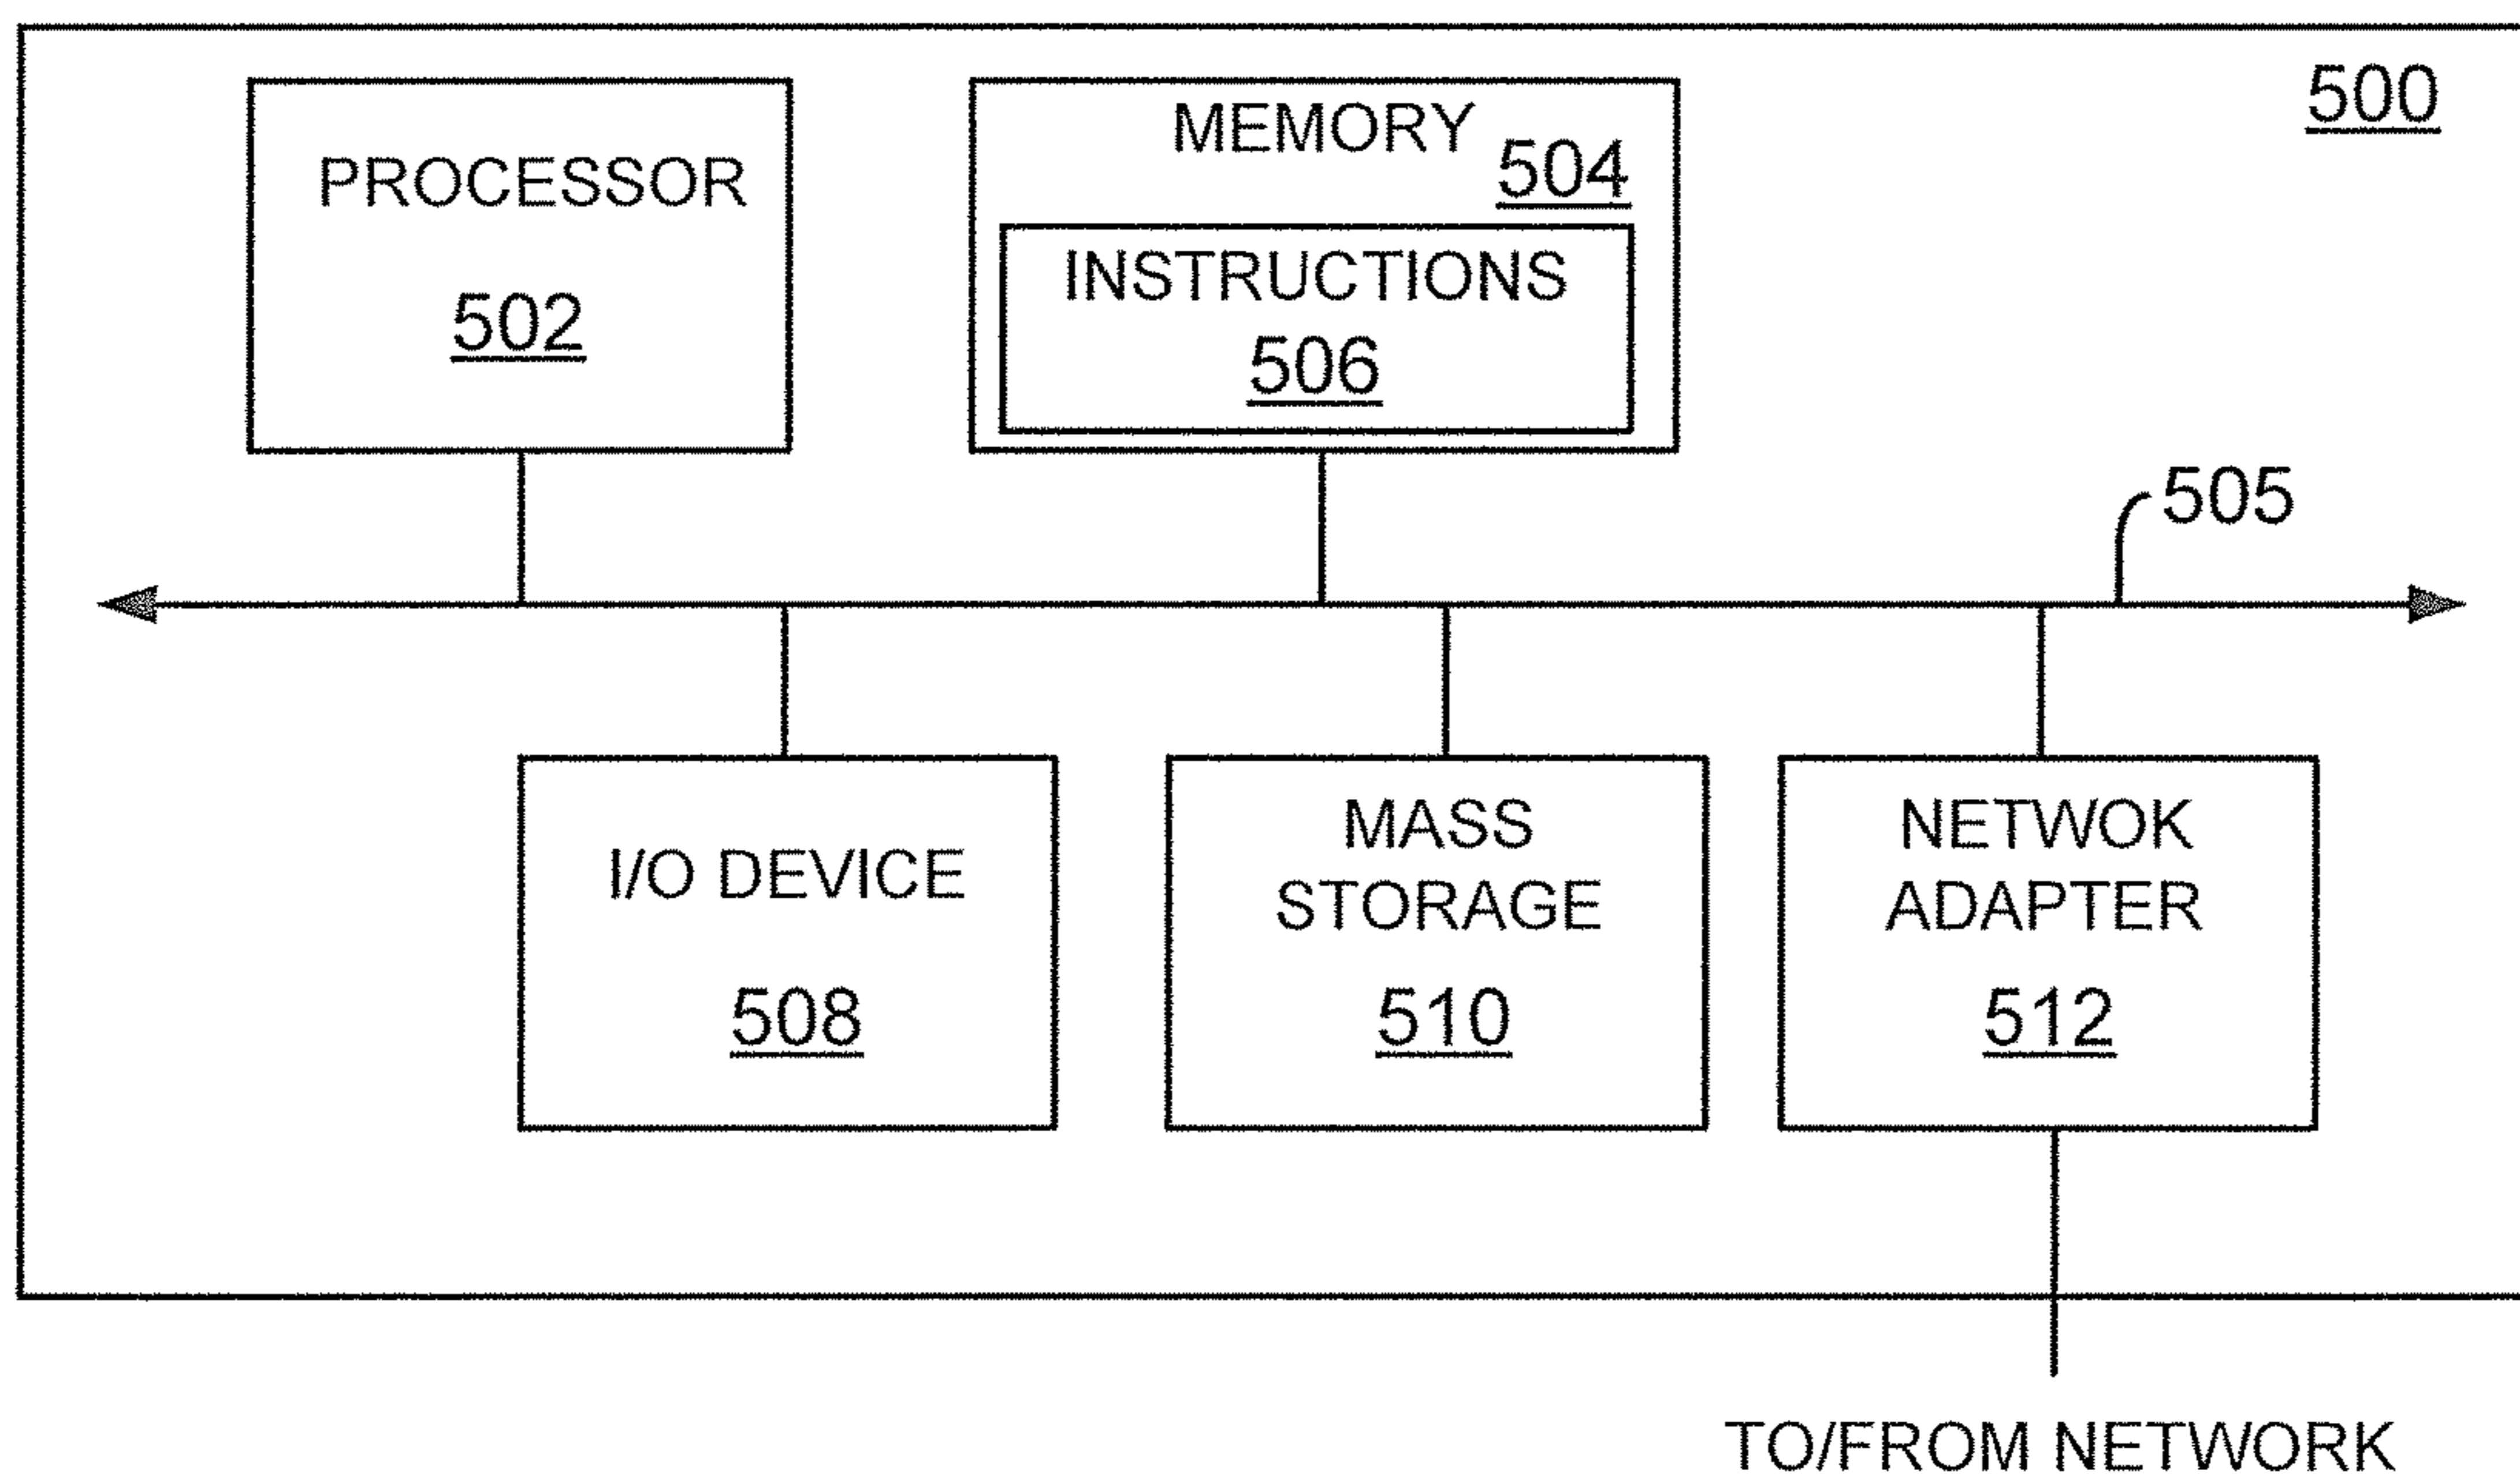 500
PROCESSOR
502
MEMORY
504
INSTRUCTIONS
506
505
I/O DEVICE
508
MASS
STORAGE
510
NETWOK
ADAPTER
512
TO/FROM NETWORK